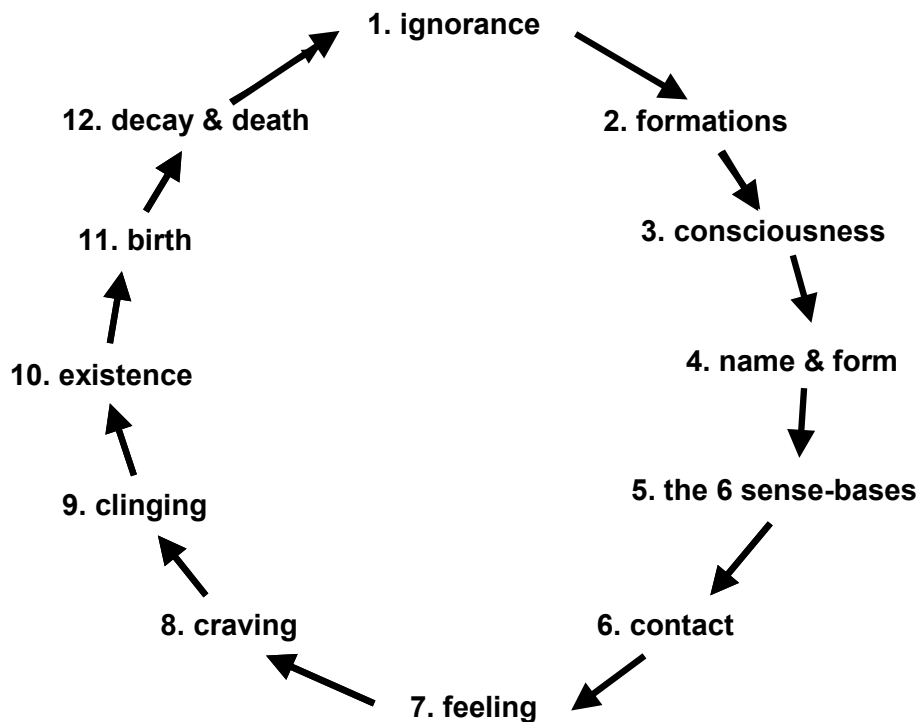 1. ignorance
2. formations
3. consciousness
4. name & form
5. the 6 sense-bases
6. contact
7. feeling
8. craving
9. clinging
10. existence
11. birth
12. decay & death